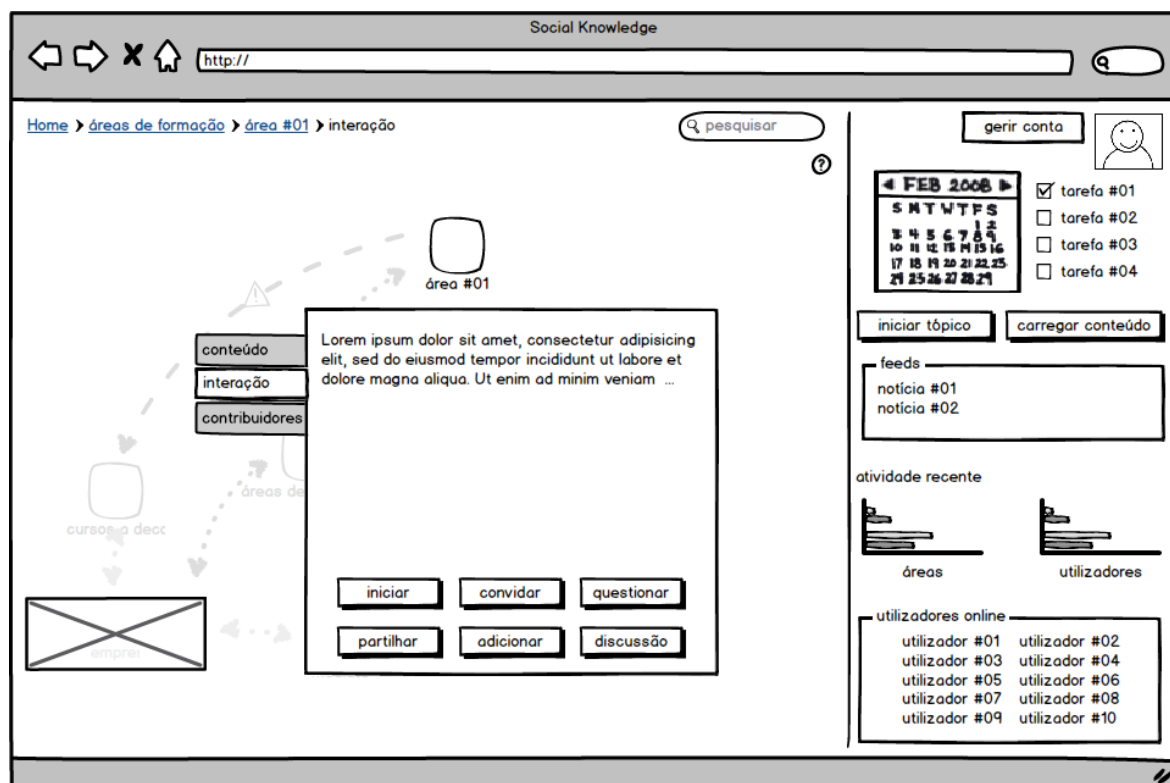 Social Knowledge
http://
Home > áreas de formação > área #01 > interação
pesquisar
?
gerir conta
FEB 2008
S M T W T F S
1 2
3 4 5 6 7 8 9
10 11 12 13 14 15 16
17 18 19 20 21 22 23
24 25 26 27 28 29
tarefa #01
tarefa #02
tarefa #03
tarefa #04
área #01
conteúdo
interação
contribuidores
Lorem ipsum dolor sit amet, consectetur adipisicing
elit, sed do eiusmod tempor incididunt ut labore et
dolore magna aliqua. Ut enim ad minim veniam ...
áreas de
cursos a deco
emprei
iniciar convidar questionar
partilhar adicionar discussão
iniciar tópico carregar conteúdo
feeds
notícia #01
notícia #02
atividade recente
áreas utilizadores
utilizadores online
utilizador #01 utilizador #02
utilizador #03 utilizador #04
utilizador #05 utilizador #06
utilizador #07 utilizador #08
utilizador #09 utilizador #10